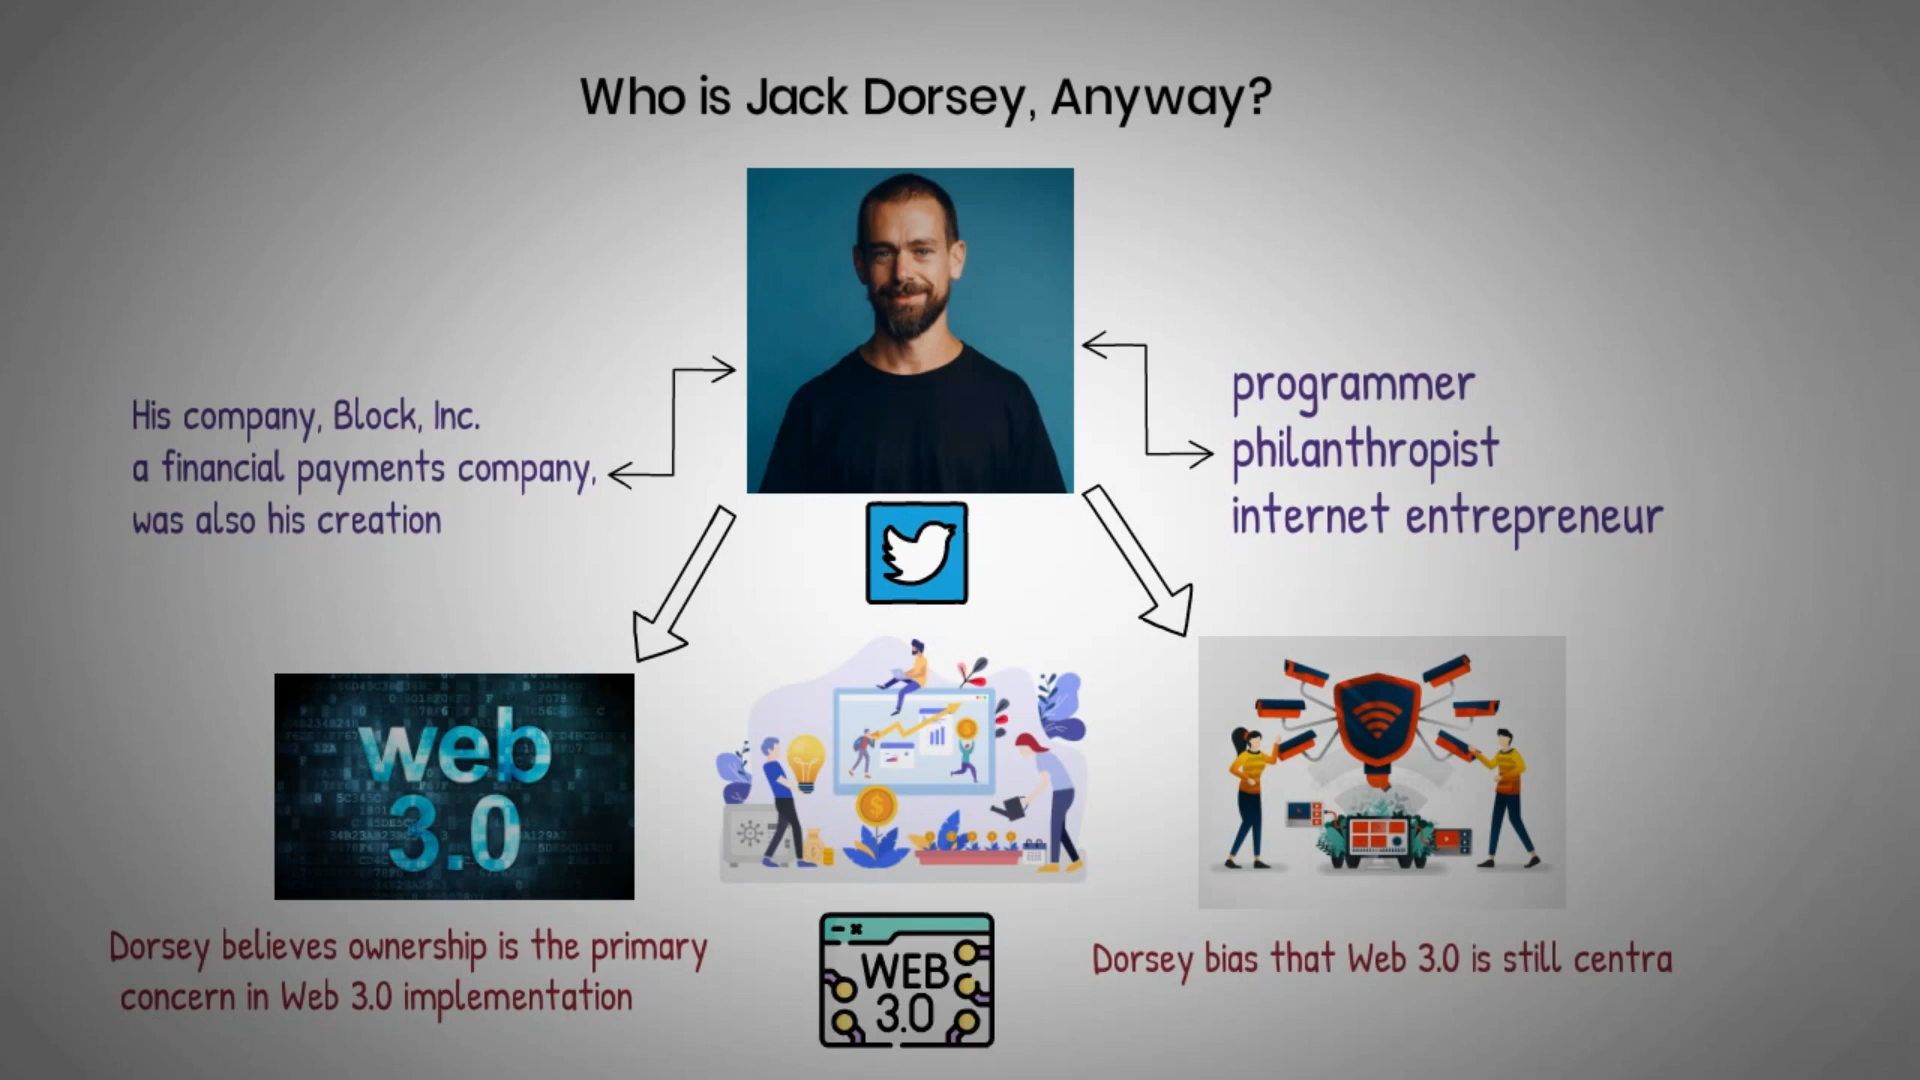 Who is Jack Dorsey, Anyway?
His company, Block, Inc.
a financial payments company,
was also his creation
programmer
philanthropist
internet entrepreneur
web
3.0
Dorsey believes ownership is the primary
concern in Web 3.0 implementation
WEB
3.0
Dorsey bias that Web 3.0 is still centra